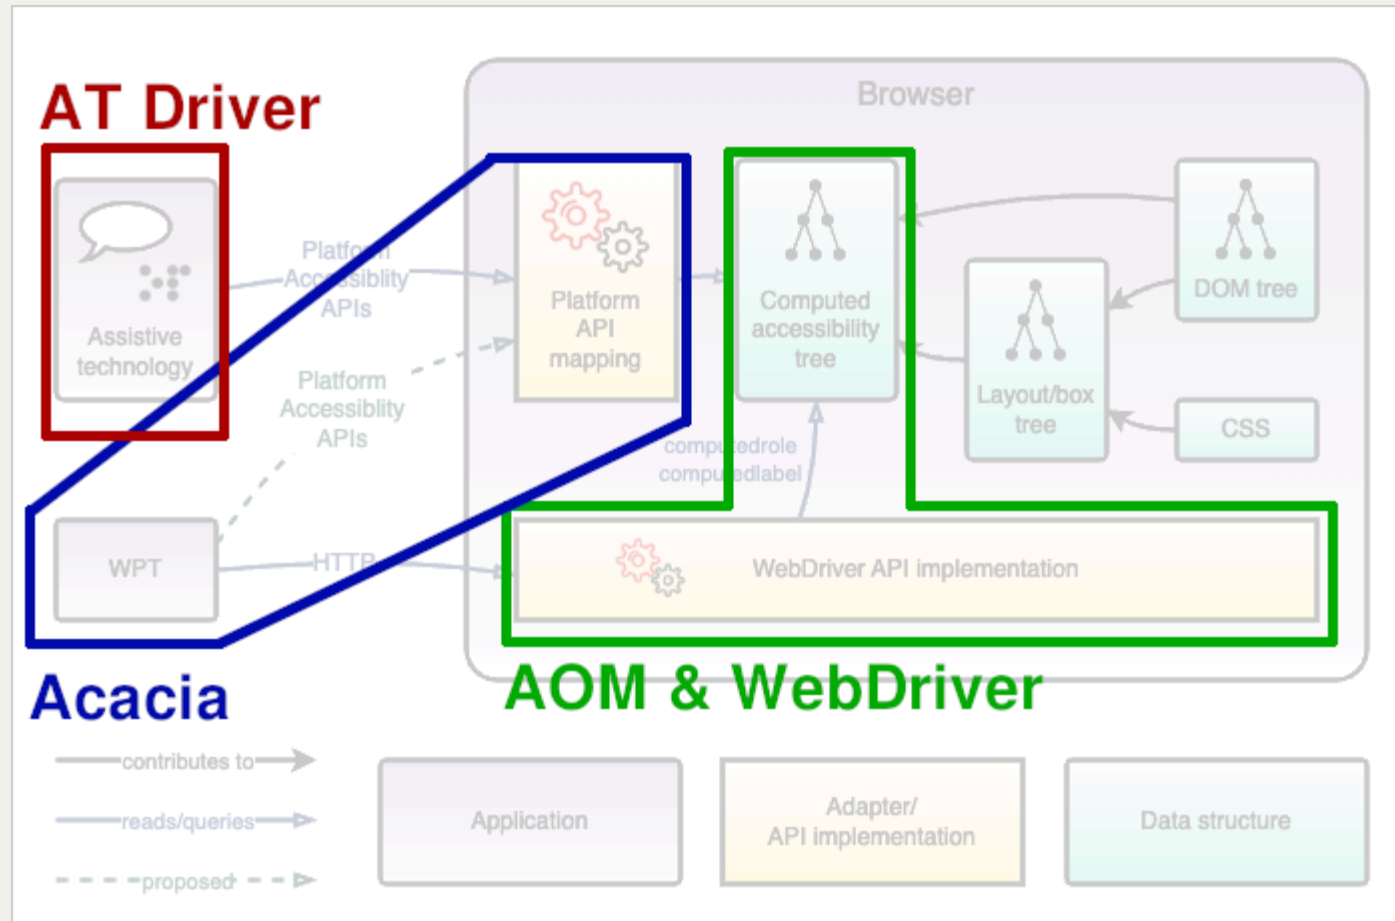 Browser
AT Driver
Platform
Accessiblity
APIs
Assistive
technology
Platform
API
mapping
Computed
accessibility
tree
DOM tree
Layout/box
tree
CSS
Platform
Accessiblity
APIs
computedrole
computedlabel
WPT
HTTP
WebDriver API implementation
Acacia
AOM & WebDriver
contributes to
reads/queries
proposed
Application
Adapter/
API implementation
Data structure